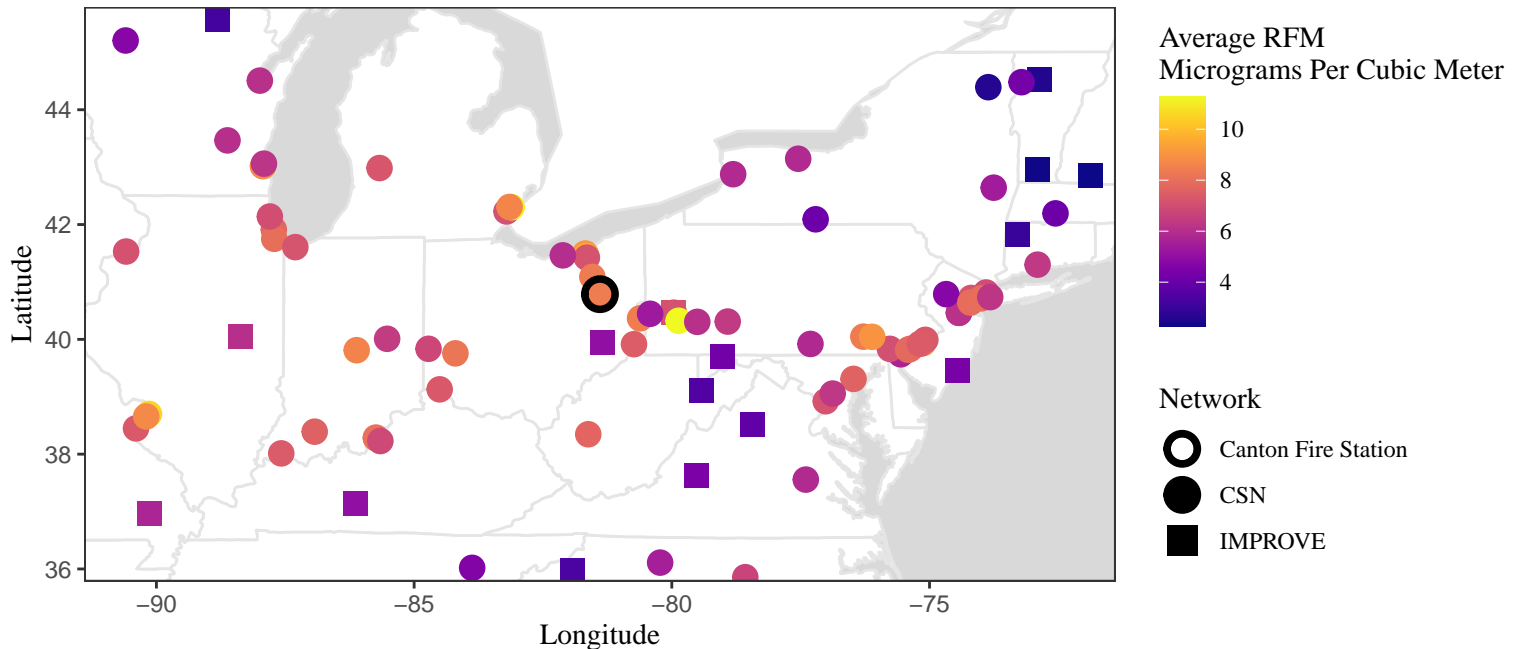 Average RFM
Micrograms Per Cubic Meter
10
8
6
4
Network
Canton Fire Station
CSN
IMPROVE
Latitude
44
42
40
38
36
−90
−85
−80
−75
Longitude